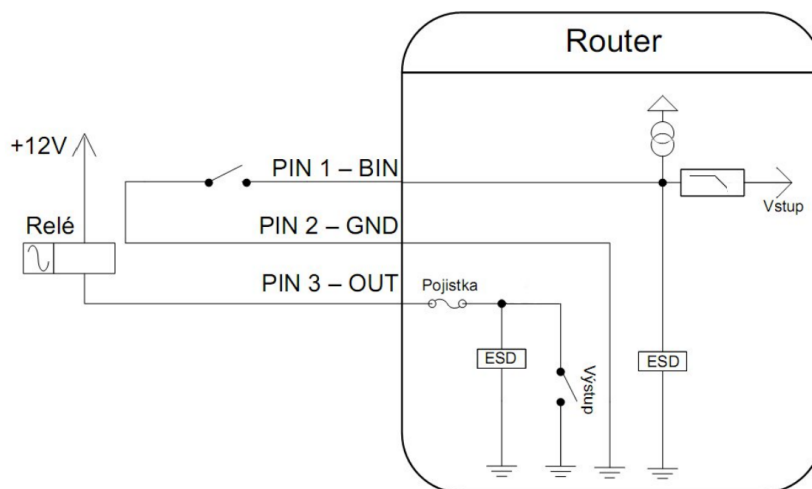 Router
+12V
PIN 1 – BIN
Vstup
Relé
PIN 2 – GND
PIN 3 – OUT
Pojistka
ESD
Výstup
ESD